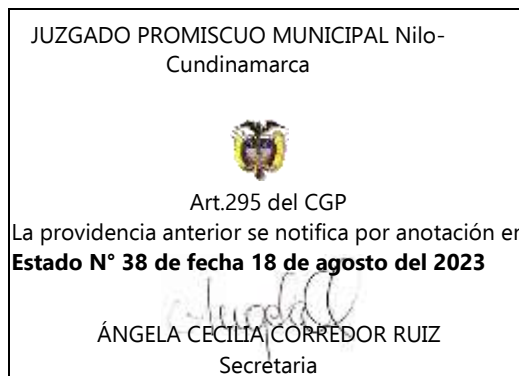 JUZGADO PROMISCUO MUNICIPAL Nilo-
Cundinamarca
Art.295 del CGP
La providencia anterior se notifica por anotación en
Estado N° 38 de fecha 18 de agosto del 2023
ÁNGELA CECILIA CORREDOR RUIZ
Secretaria